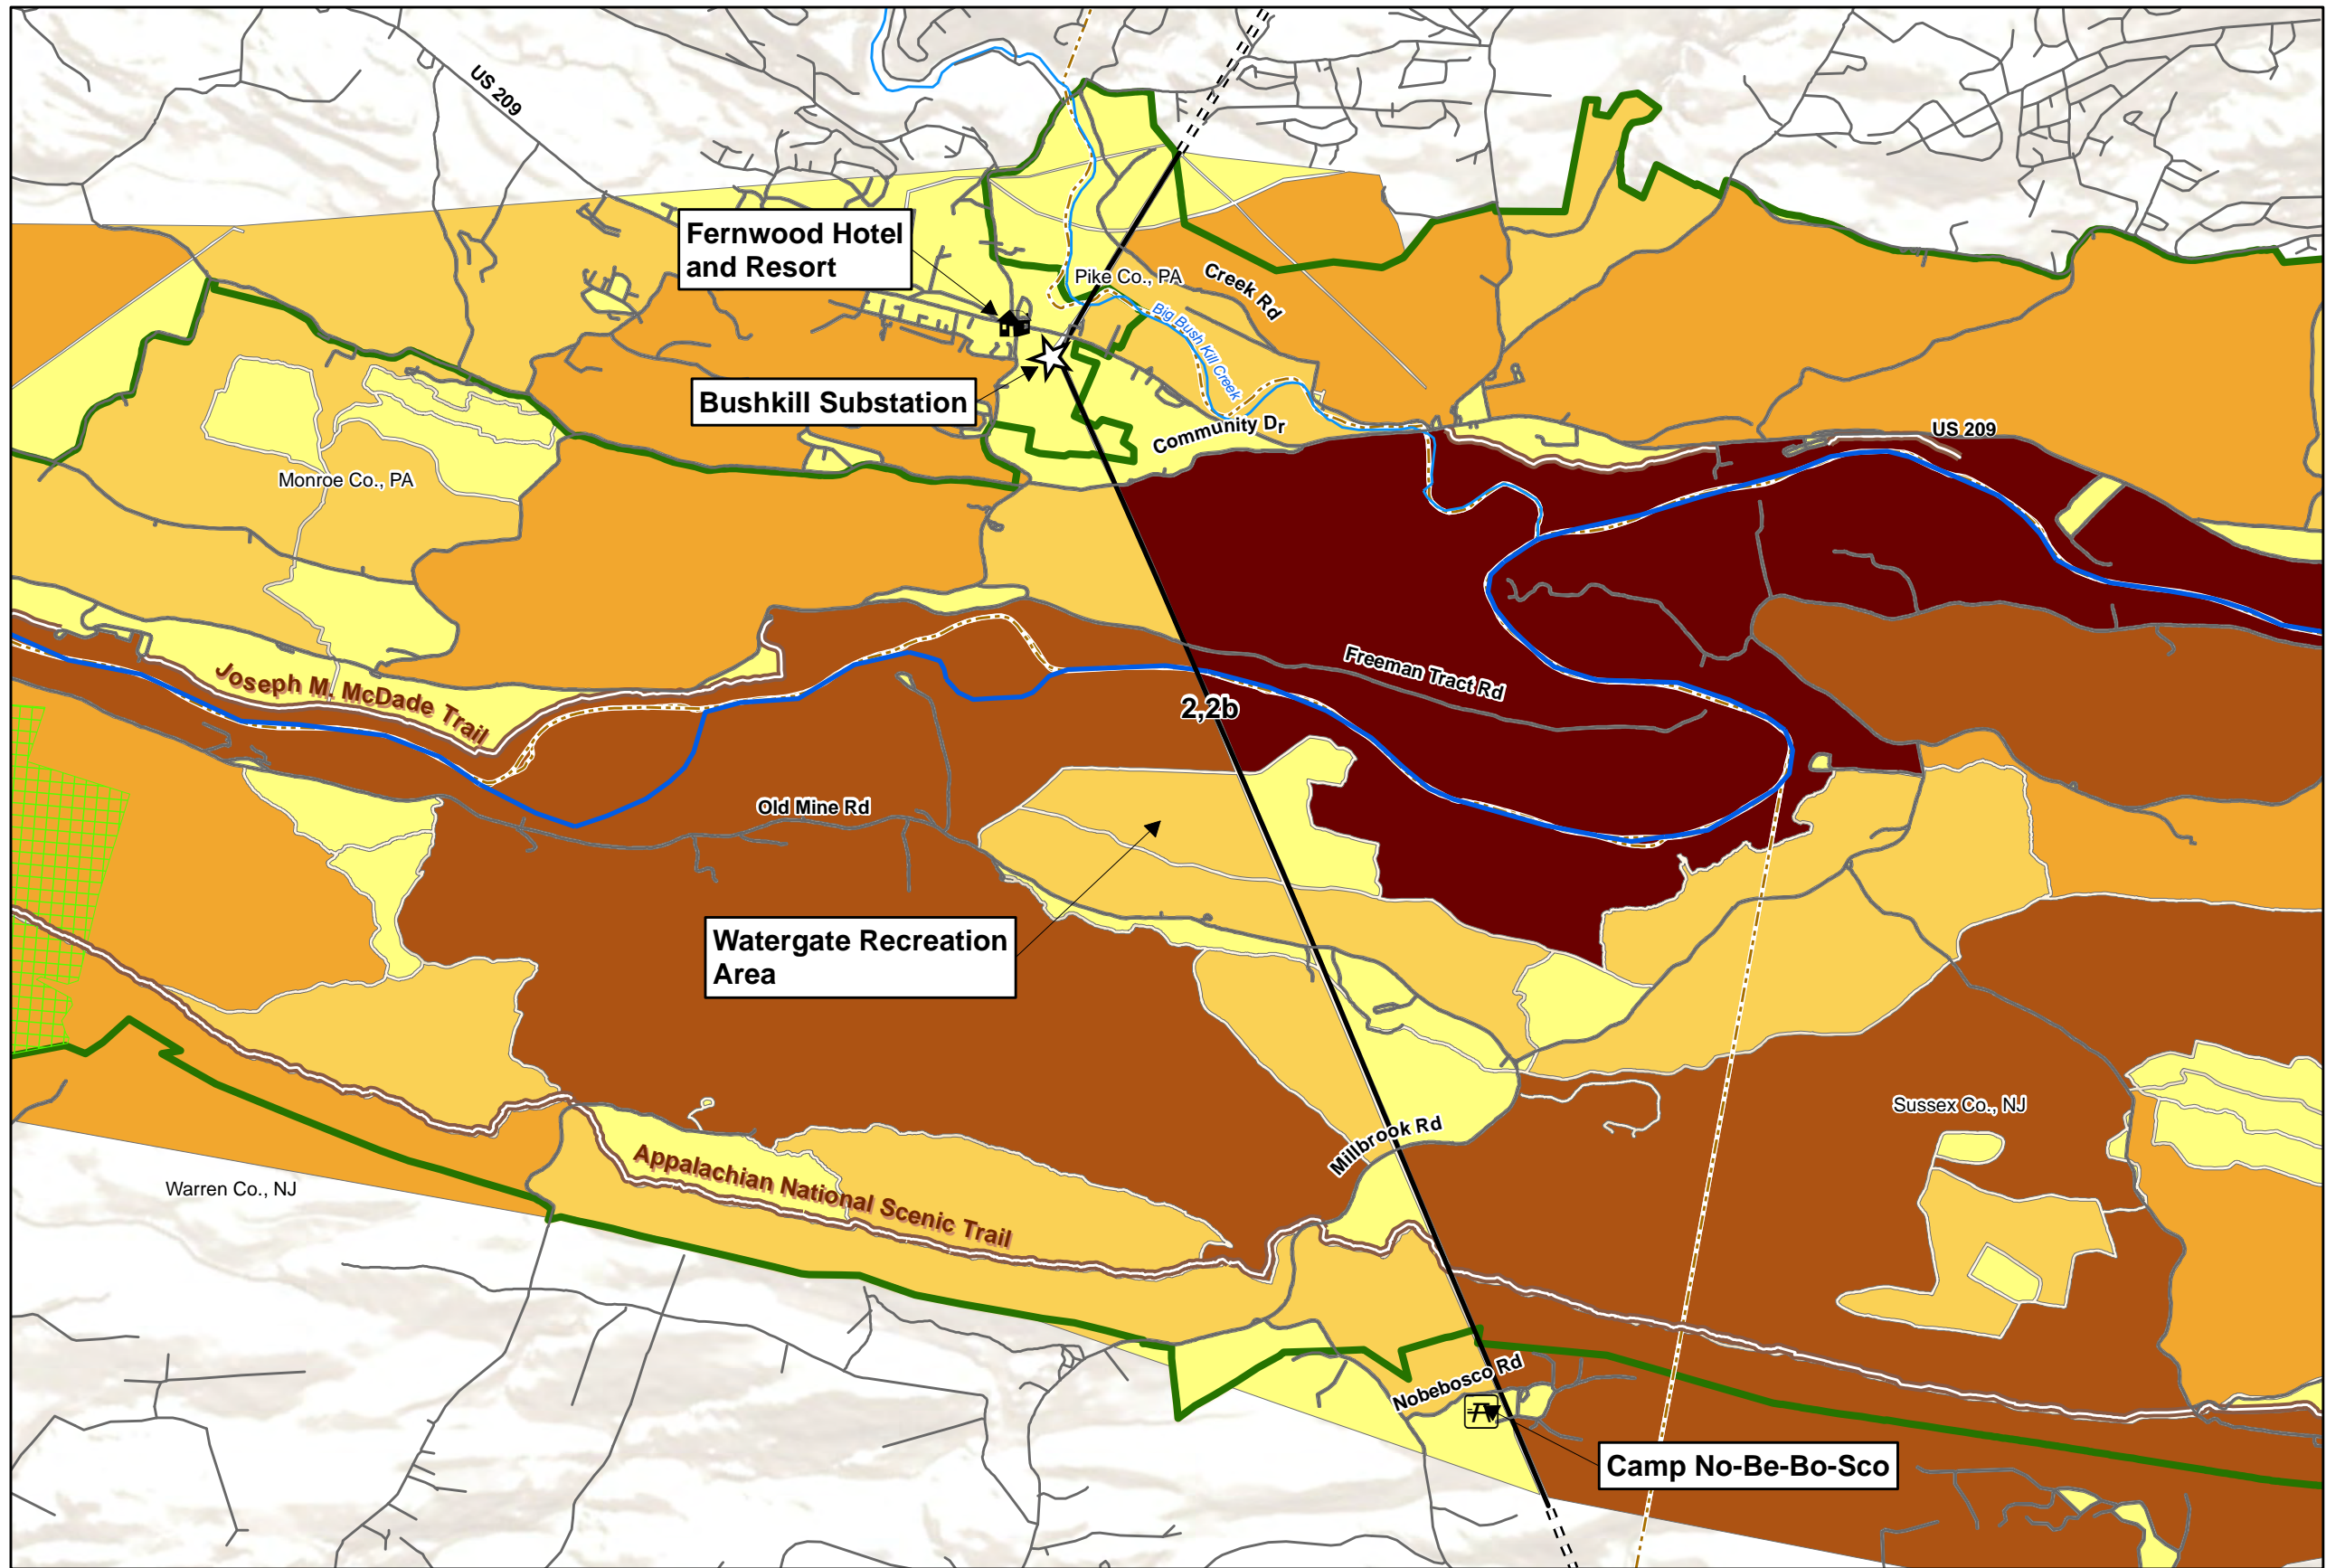 US 209
Fernwood Hotel
and Resort
Pike Co., PA
Creek Rd
Big Bush Kill Creek
Bushkill Substation
Community Dr
US 209
Monroe Co., PA
Joseph M. McDade Trail
Freeman Tract Rd
2,2b
Old Mine Rd
Watergate Recreation
Area
Sussex Co., NJ
Millbrook Rd
Appalachian National Scenic Trail
Warren Co., NJ
Nobebosco Rd
Camp No-Be-Bo-Sco